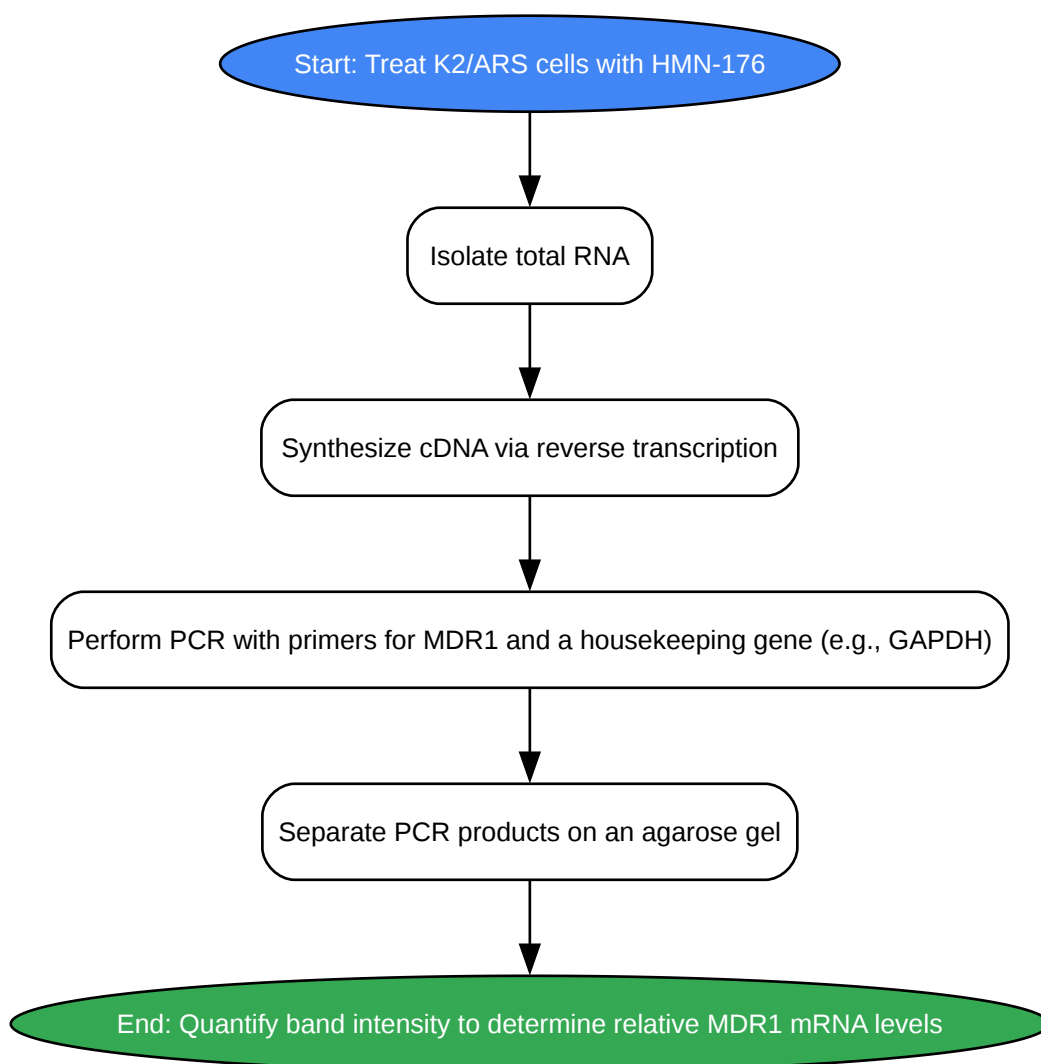 Start: Treat K2/ARS cells with HMN-176
Isolate total RNA
Synthesize cDNA via reverse transcription
Perform PCR with primers for MDR1 and a housekeeping gene (e.g., GAPDH)
Separate PCR products on an agarose gel
End: Quantify band intensity to determine relative MDR1 mRNA levels